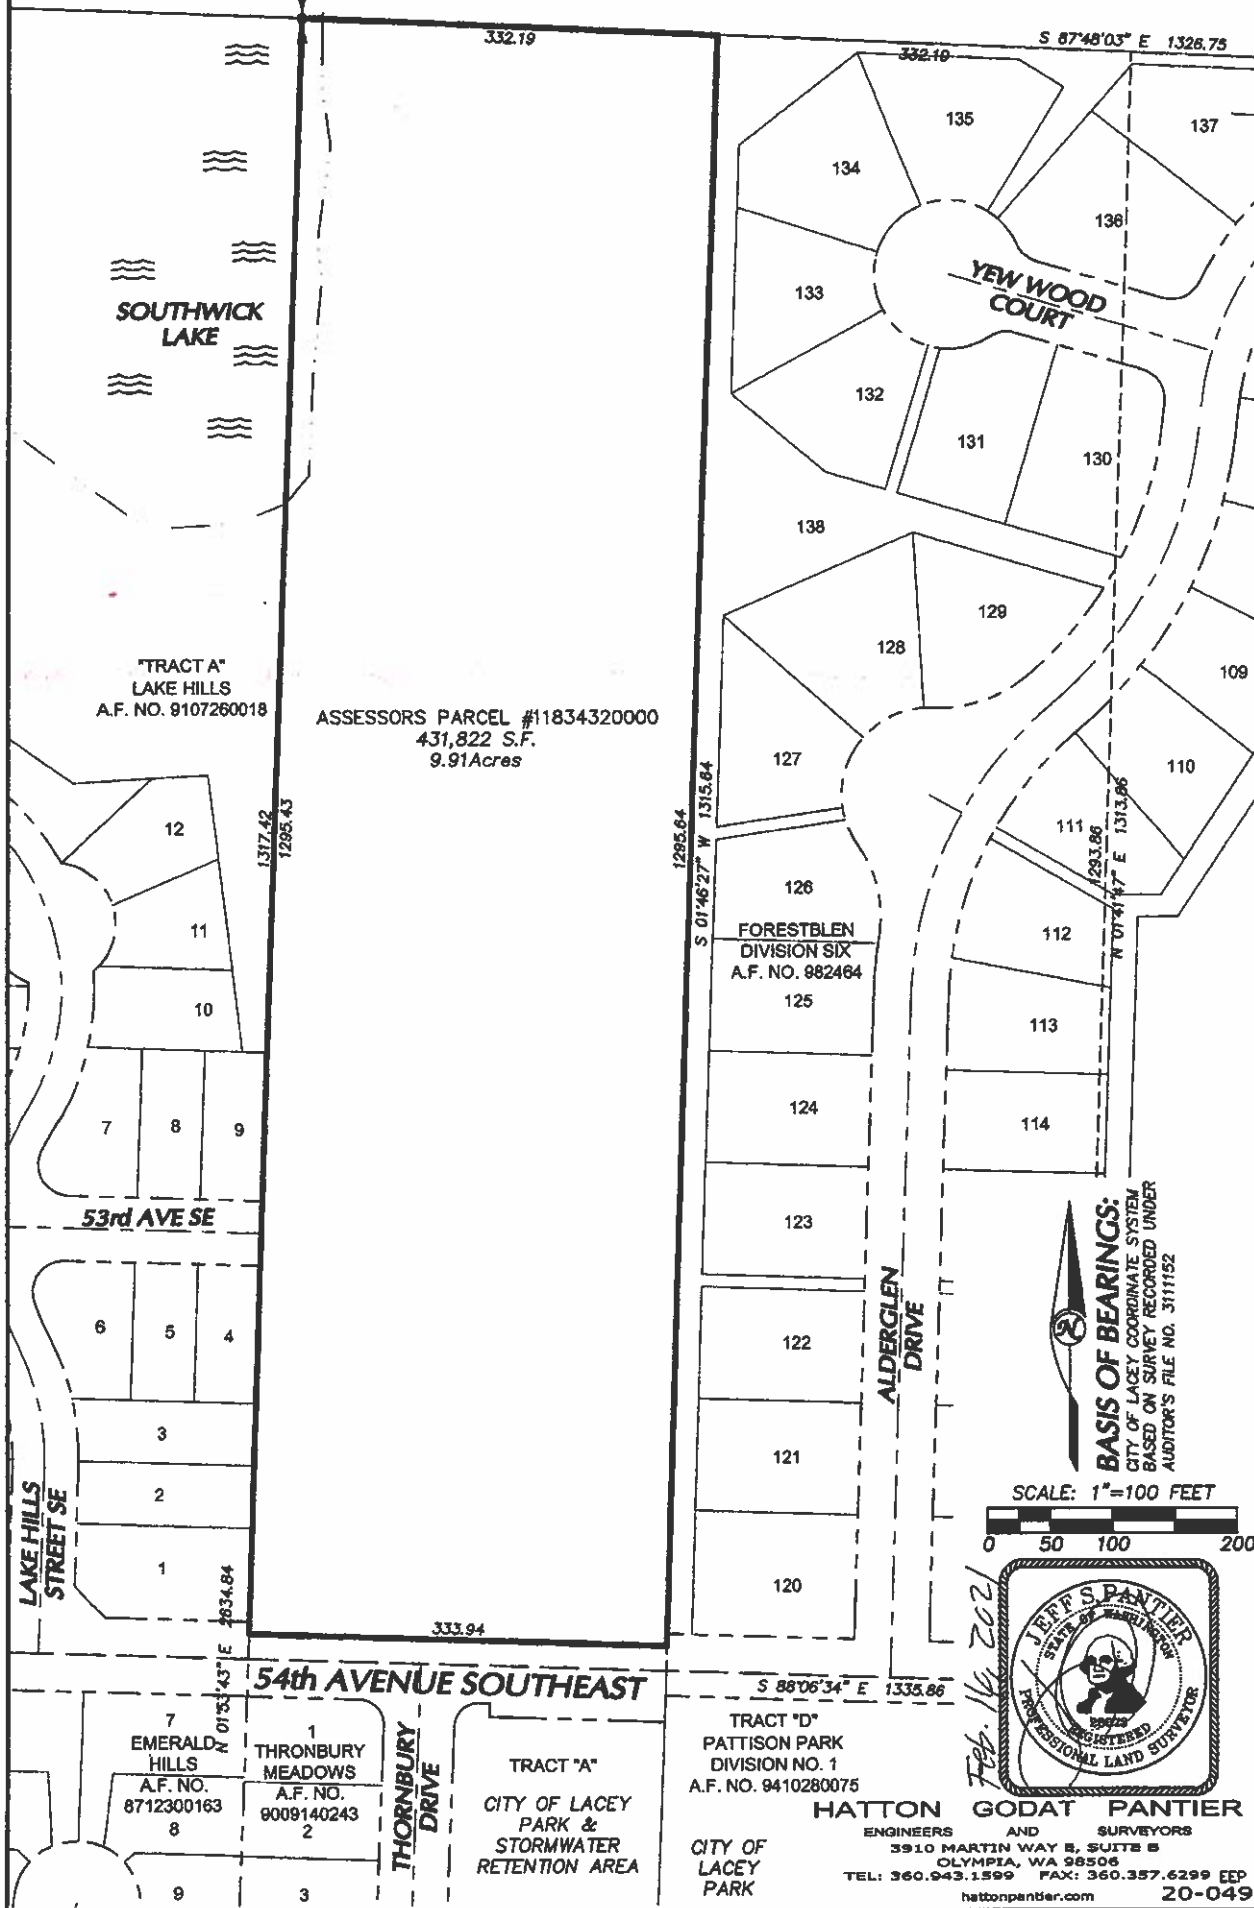 332.19
S 87°48'03" E 1326.75
332.19
135
137
134
136
133
YEW WOOD
COURT
SOUTHWICK
LAKE
132
131
130
138
129
128
109
"TRACT A"
LAKE HILLS
A.F. NO. 9107260018
ASSESSORS PARCEL #11834320000
431,822 S.F.
9.91Acres
127
110
111
12
1317.42
1295.43
1295.64
S 01°46'27" W 1315.64
1293.86
N 01°41'47" E 1313.86
126
11
FORESTBLEN
DIVISION SIX
A.F. NO. 982464
112
125
10
113
124
114
7
8
9
123
53rd AVE SE
6
5
4
122
ALDERGLEN
DRIVE
BASIS OF BEARINGS:
CITY OF LACEY COORDINATE SYSTEM
BASED ON SURVEY RECORDED UNDER
AUDITOR'S FILE NO. 3111152
N
3
2
121
LAKE HILLS
STREET SE
SCALE: 1"=100 FEET
0 50 100 200
1
120
N 01°53'43" E 2634.84
333.94
54th AVENUE SOUTHEAST
S 88°06'34" E 1335.86
JEFF S. PANTIER
STATE OF WASHINGTON
REGISTERED
PROFESSIONAL LAND SURVEYOR
Feb. 16, 2021
7
EMERALD
HILLS
A.F. NO.
8712300163
8
9
1
THRONBURY
MEADOWS
A.F. NO.
9009140243
2
3
THORNBURY
DRIVE
TRACT "A"
CITY OF LACEY
PARK &
STORMWATER
RETENTION AREA
TRACT "D"
PATTISON PARK
DIVISION NO. 1
A.F. NO. 9410280075
CITY OF
LACEY
PARK
HATTON GODAT PANTIER
ENGINEERS AND SURVEYORS
3910 MARTIN WAY E, SUITE B
OLYMPIA, WA 98506
TEL: 360.943.1599 FAX: 360.357.6299 EEP
hattonpantier.com 20-049